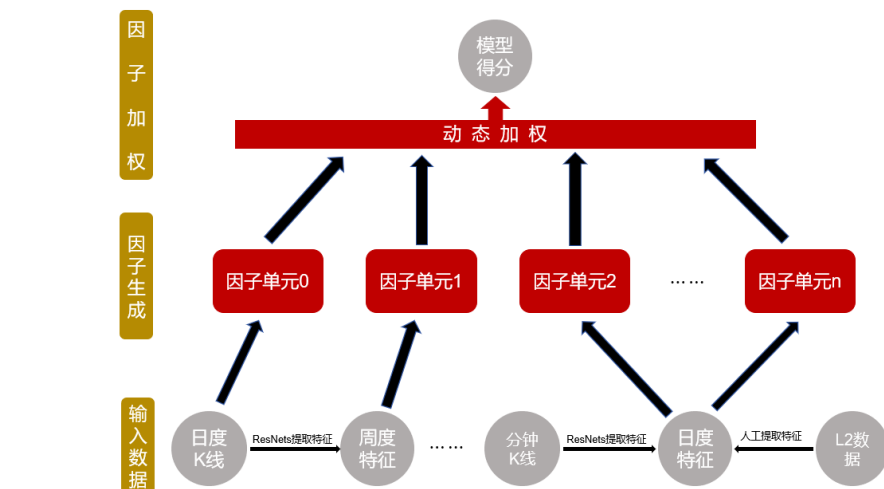 因
子
加
权
模型
得分
动 态 加 权
因
子
生
成
因子单元0
因子单元1
因子单元2
……
因子单元n
输
入
数
据
日度
K线
ResNets提取特征
周度
特征
……
分钟
K线
ResNets提取特征
日度
特征
人工提取特征
L2数
据